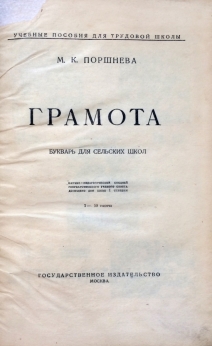 УЧЕБНЫЕ ПОСОБИЯ ДЛЯ ТРУДОВОЙ ШКОЛЫ
М. К. ПОРШНЕВА
ГРАМОТА
БУКВАРЬ ДЛЯ СЕЛЬСКИХ ШКОЛ
ГОСУДАРСТВЕННОЕ ИЗДАТЕЛЬСТВО
МОСКВА